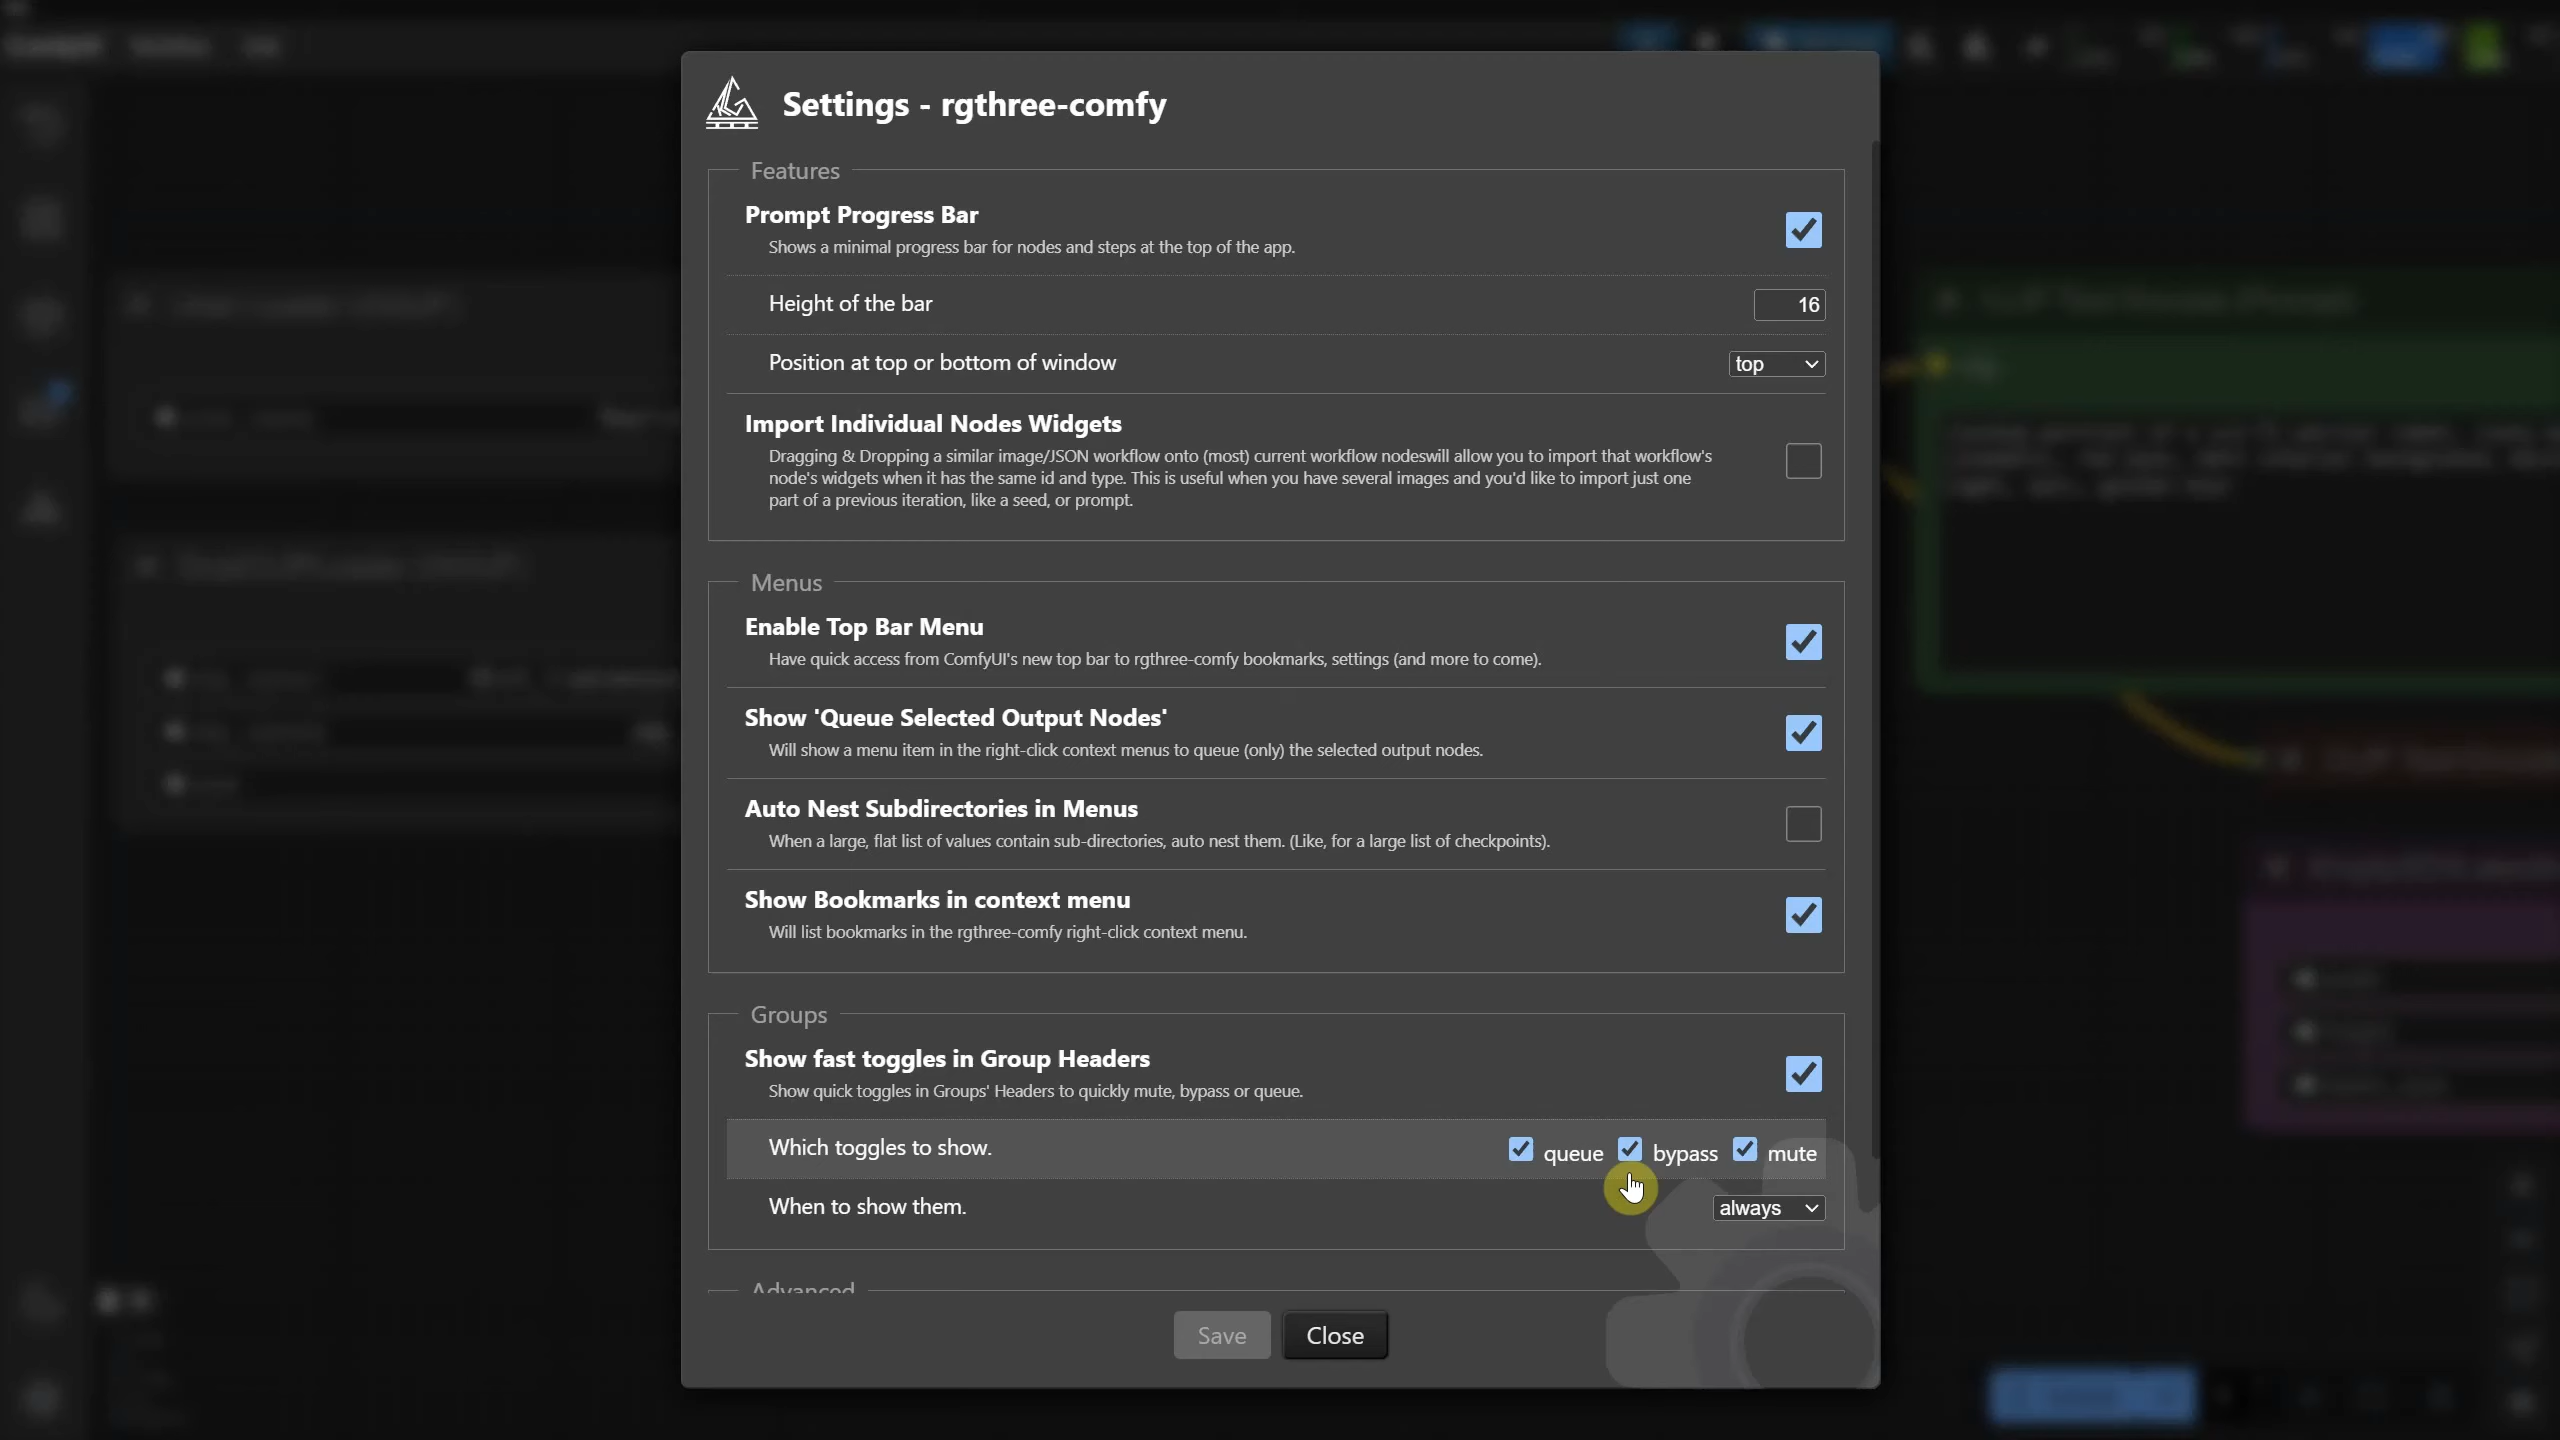 Settings - rgthree-comfy
Features
Prompt Progress Bar
Shows a minimal progress bar for nodes and steps at the top of the app.
Height of the bar 16
Position at top or bottom of window top
Import Individual Nodes Widgets
Dragging & Dropping a similar image/JSON workflow onto (most) current workflow nodeswill allow you to import that workflow's
node's widgets when it has the same id and type. This is useful when you have several images and you'd like to import just one
part of a previous iteration, like a seed, or prompt.
Menus
Enable Top Bar Menu
Have quick access from ComfyUI's new top bar to rgthree-comfy bookmarks, settings (and more to come).
Show 'Queue Selected Output Nodes'
Will show a menu item in the right-click context menus to queue (only) the selected output nodes.
Auto Nest Subdirectories in Menus
When a large, flat list of values contain sub-directories, auto nest them. (Like, for a large list of checkpoints).
Show Bookmarks in context menu
Will list bookmarks in the rgthree-comfy right-click context menu.
Groups
Show fast toggles in Group Headers
Show quick toggles in Groups' Headers to quickly mute, bypass or queue.
Which toggles to show. queue bypass mute
When to show them. always
Advanced
Save Close